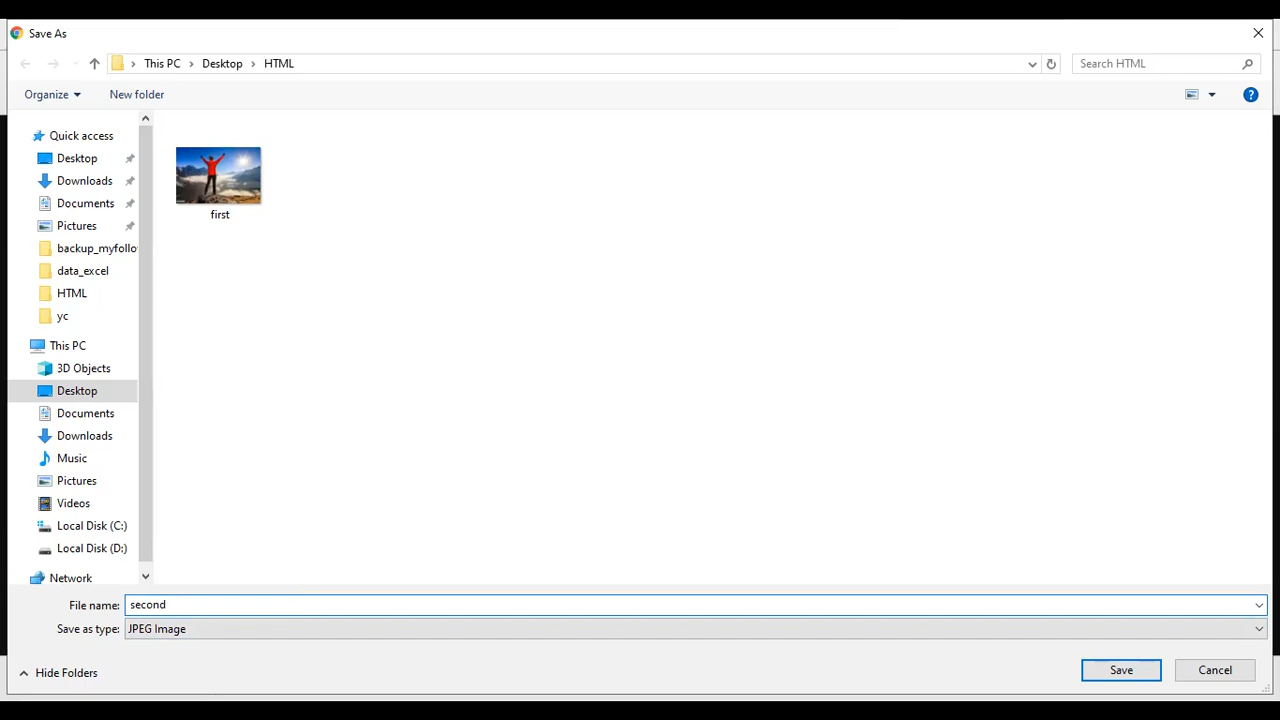 Save As
This PC Desktop HTML
Search HTML
Organize
New folder
Quick access
Desktop
Downloads
Documents
Pictures
backup_myfollo
data_excel
HTML
yc
This PC
3D Objects
Desktop
Documents
Downloads
Music
Pictures
Videos
Local Disk (C:)
Local Disk (D:)
Network
first
File name: second
Save as type: JPEG Image
Hide Folders
Save
Cancel